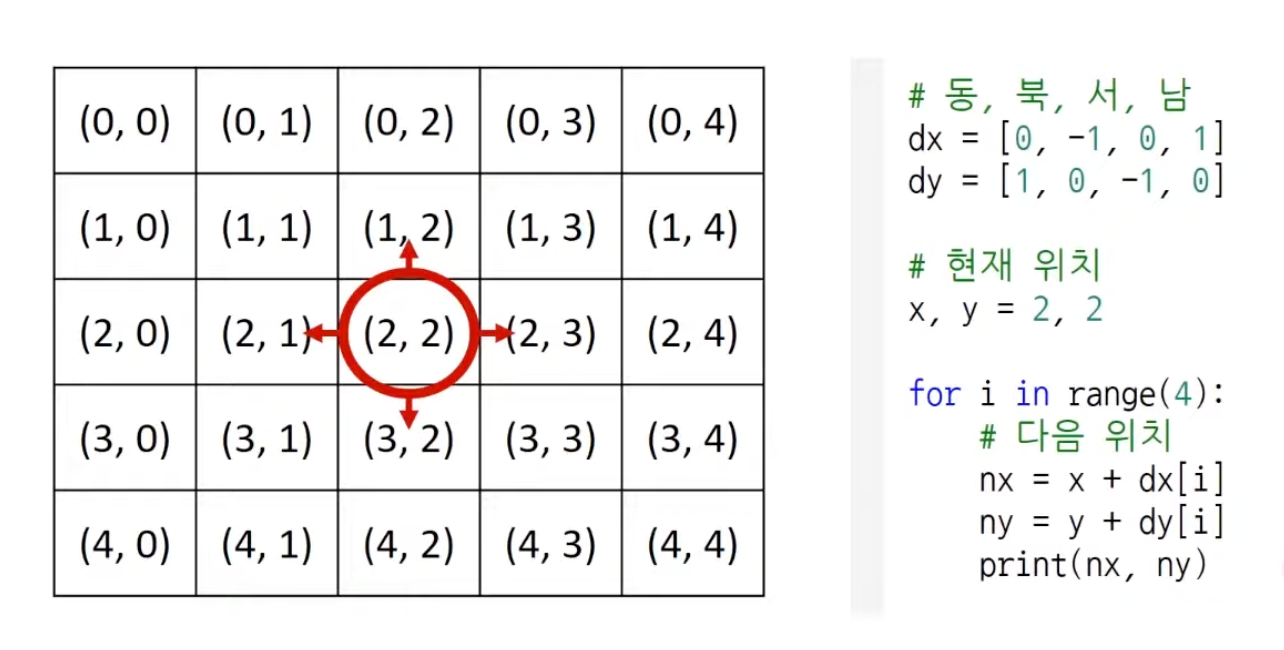 (0, 0) (0, 1) (0, 2) (0, 3) (0, 4)
(1, 0) (1, 1) (1, 2) (1, 3) (1, 4)
(2, 0) (2, 1) (2, 2) (2, 3) (2, 4)
(3, 0) (3, 1) (3, 2) (3, 3) (3, 4)
(4, 0) (4, 1) (4, 2) (4, 3) (4, 4)
# 동, 북, 서, 남
dx = [0, -1, 0, 1]
dy = [1, 0, -1, 0]
# 현재 위치
x, y = 2, 2
for i in range(4):
    # 다음 위치
    nx = x + dx[i]
    ny = y + dy[i]
    print(nx, ny)